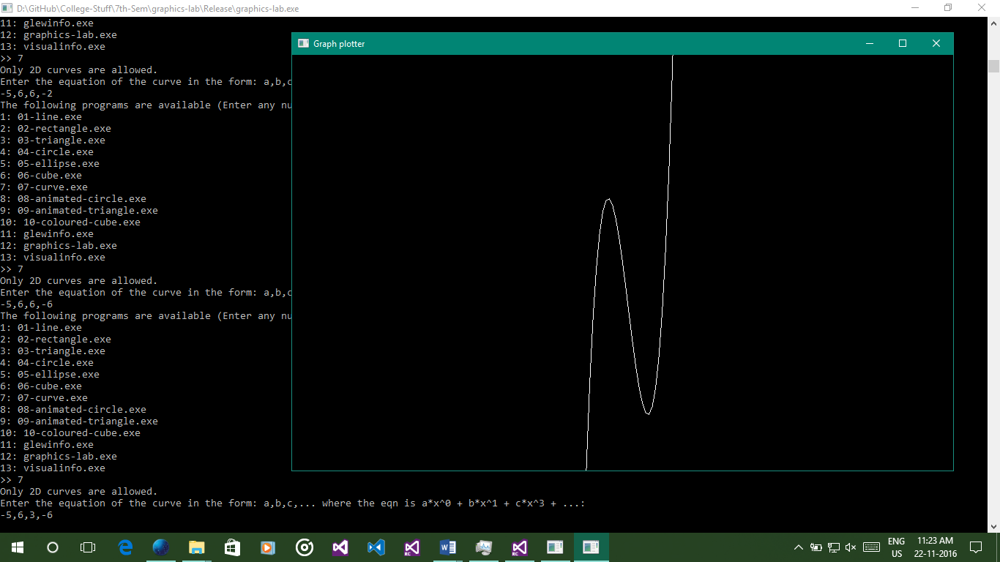 D:\GitHub\College-Stuff\7th-Sem\graphics-lab\Release\graphics-lab.exe
11: glewinfo.exe
12: graphics-lab.exe
13: visualinfo.exe
>> 7
Only 2D curves are allowed.
Enter the equation of the curve in the form: a,b,c
-5,6,6,-2
The following programs are available (Enter any nu
1: 01-line.exe
2: 02-rectangle.exe
3: 03-triangle.exe
4: 04-circle.exe
5: 05-ellipse.exe
6: 06-cube.exe
7: 07-curve.exe
8: 08-animated-circle.exe
9: 09-animated-triangle.exe
10: 10-coloured-cube.exe
11: glewinfo.exe
12: graphics-lab.exe
13: visualinfo.exe
>> 7
Only 2D curves are allowed.
Enter the equation of the curve in the form: a,b,c
-5,6,6,-6
The following programs are available (Enter any nu
1: 01-line.exe
2: 02-rectangle.exe
3: 03-triangle.exe
4: 04-circle.exe
5: 05-ellipse.exe
6: 06-cube.exe
7: 07-curve.exe
8: 08-animated-circle.exe
9: 09-animated-triangle.exe
10: 10-coloured-cube.exe
11: glewinfo.exe
12: graphics-lab.exe
13: visualinfo.exe
>> 7
Only 2D curves are allowed.
Enter the equation of the curve in the form: a,b,c,... where the eqn is a*x^0 + b*x^1 + c*x^3 + ...:
-5,6,3,-6
Graph plotter
RC
RC
ENG
US
11:23 AM
22-11-2016